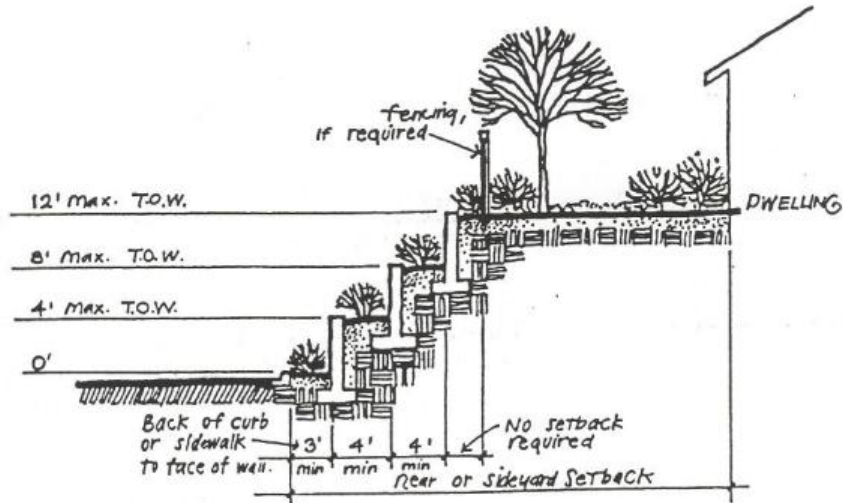 fencing,
if required
12' max. T.O.W.
DWELLING
8' max. T.O.W.
4' max. T.O.W.
0'
Back of curb
or sidewalk
to face of wall.
3'
min
4'
min
4'
min
No setback
required
rear or sideyard setback